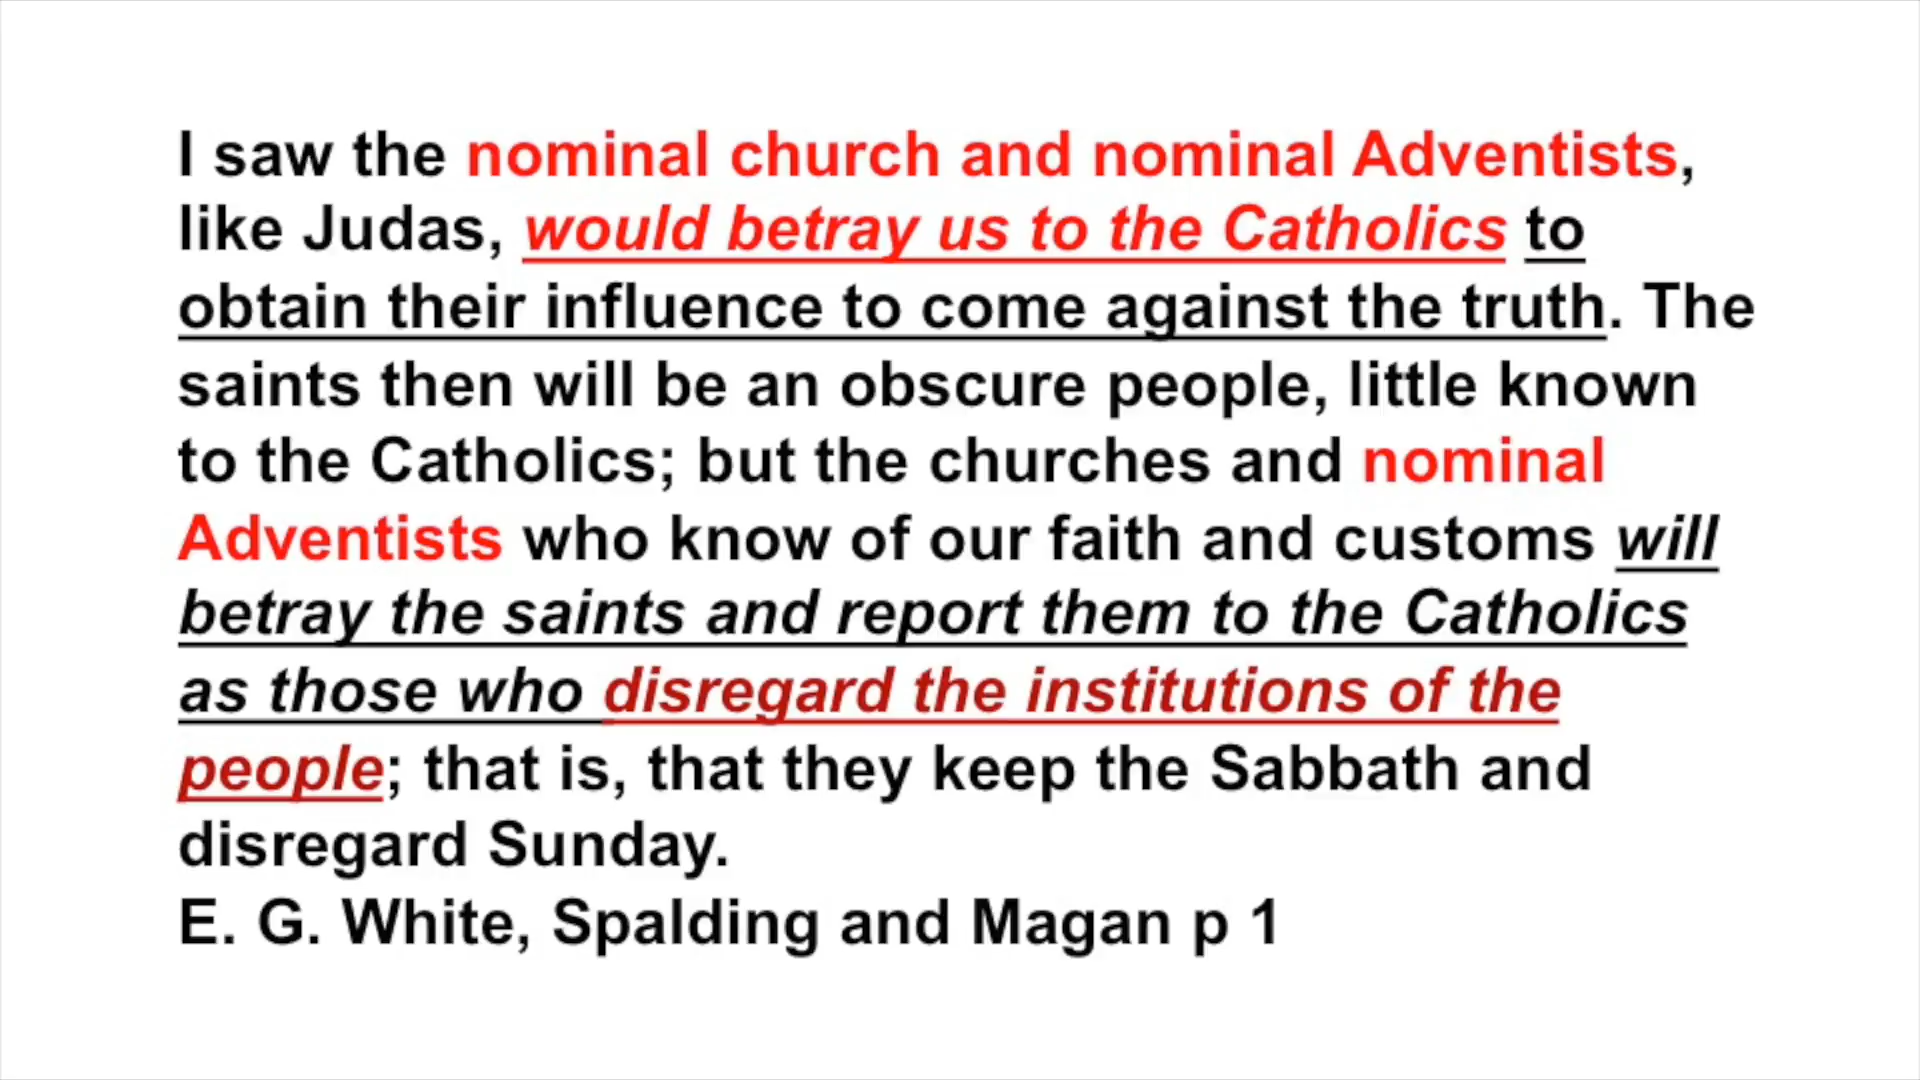 I saw the nominal church and nominal Adventists,
like Judas, would betray us to the Catholics to
obtain their influence to come against the truth. The
saints then will be an obscure people, little known
to the Catholics; but the churches and nominal
Adventists who know of our faith and customs will
betray the saints and report them to the Catholics
as those who disregard the institutions of the
people; that is, that they keep the Sabbath and
disregard Sunday.
E. G. White, Spalding and Magan p 1